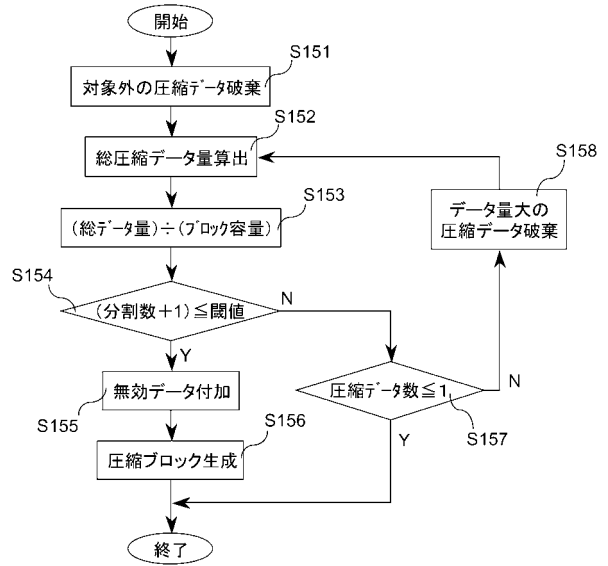 開始
S151
対象外の圧縮データ破棄
S152
総圧縮データ量算出
S153
(総データ量)÷(ブロック容量)
S154
(分割数+1)≦閾値
N
Y
S155
無効データ付加
S156
圧縮ブロック生成
S157
圧縮データ数≦1
N
Y
S158
データ量大の
圧縮データ破棄
終了